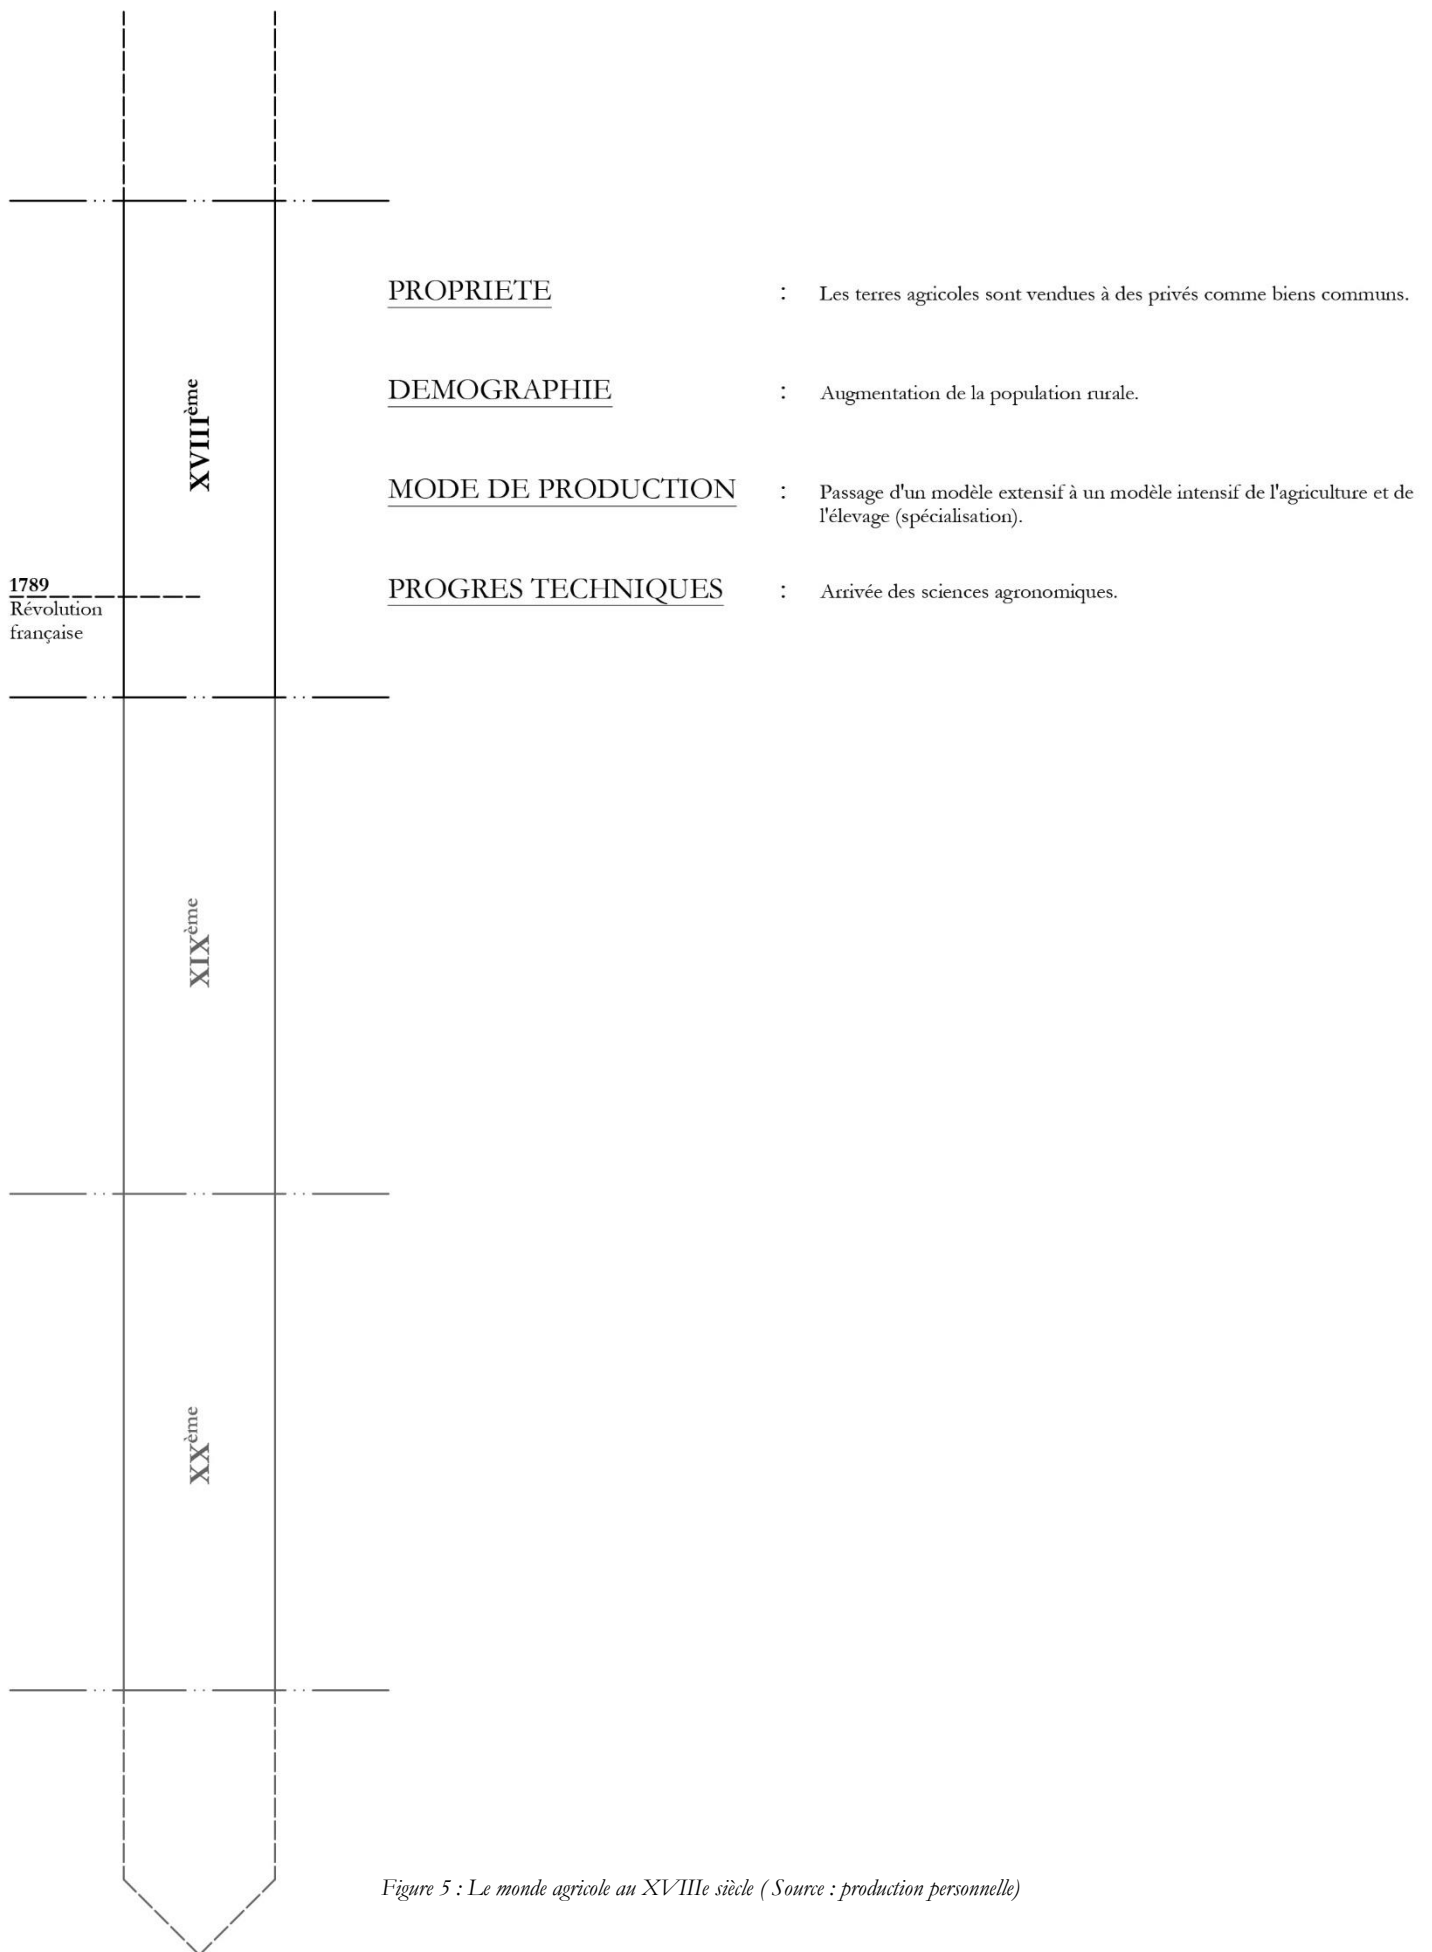 PROPRIETE : Les terres agricoles sont vendues à des privés comme biens communs.
DEMOGRAPHIE : Augmentation de la population rurale.
XVIIIème
MODE DE PRODUCTION : Passage d'un modèle extensif à un modèle intensif de l'agriculture et de
l'élevage (spécialisation).
1789
Révolution
française
PROGRES TECHNIQUES : Arrivée des sciences agronomiques.
XIXème
XXème
Figure 5 : Le monde agricole au XVIIIe siècle ( Source : production personnelle)